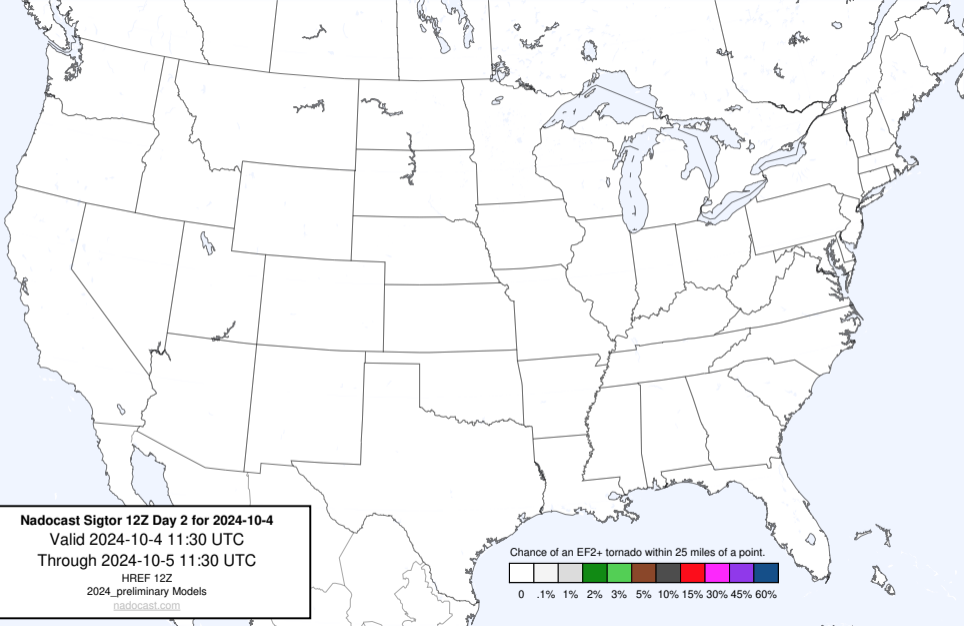 Nadocast Sigtor 12Z Day 2 for 2024-10-4
Valid 2024-10-4 11:30 UTC
Through 2024-10-5 11:30 UTC
HREF 12Z
2024_preliminary Models
nadocast.com
Chance of an EF2+ tornado within 25 miles of a point.
0 .1% 1% 2% 3% 5% 10% 15% 30% 45% 60%